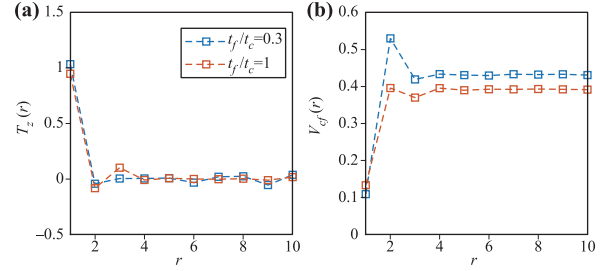 (a)
1.5
1
0.5
0
−0.5
2 4 6 8 10
r
T_z (r)
t_f/t_c=0.3
t_f/t_c=1
(b)
0.6
0.5
0.4
0.3
0.2
0.1
0
2 4 6 8 10
r
V_cf(r)